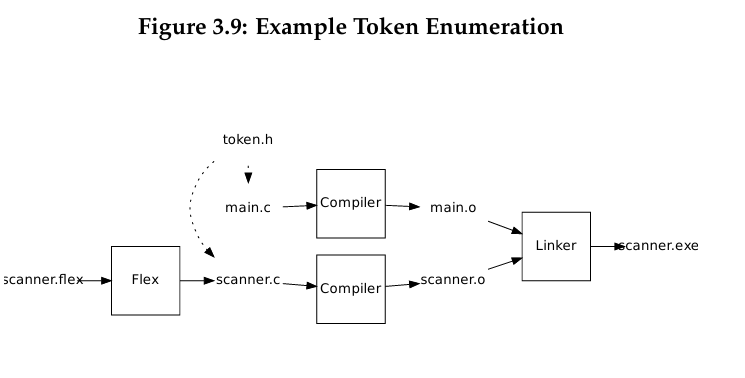 Figure 3.9: Example Token Enumeration
token.h
main.c
Compiler
main.o
scanner.flex
Flex
scanner.c
Compiler
scanner.o
Linker
scanner.exe